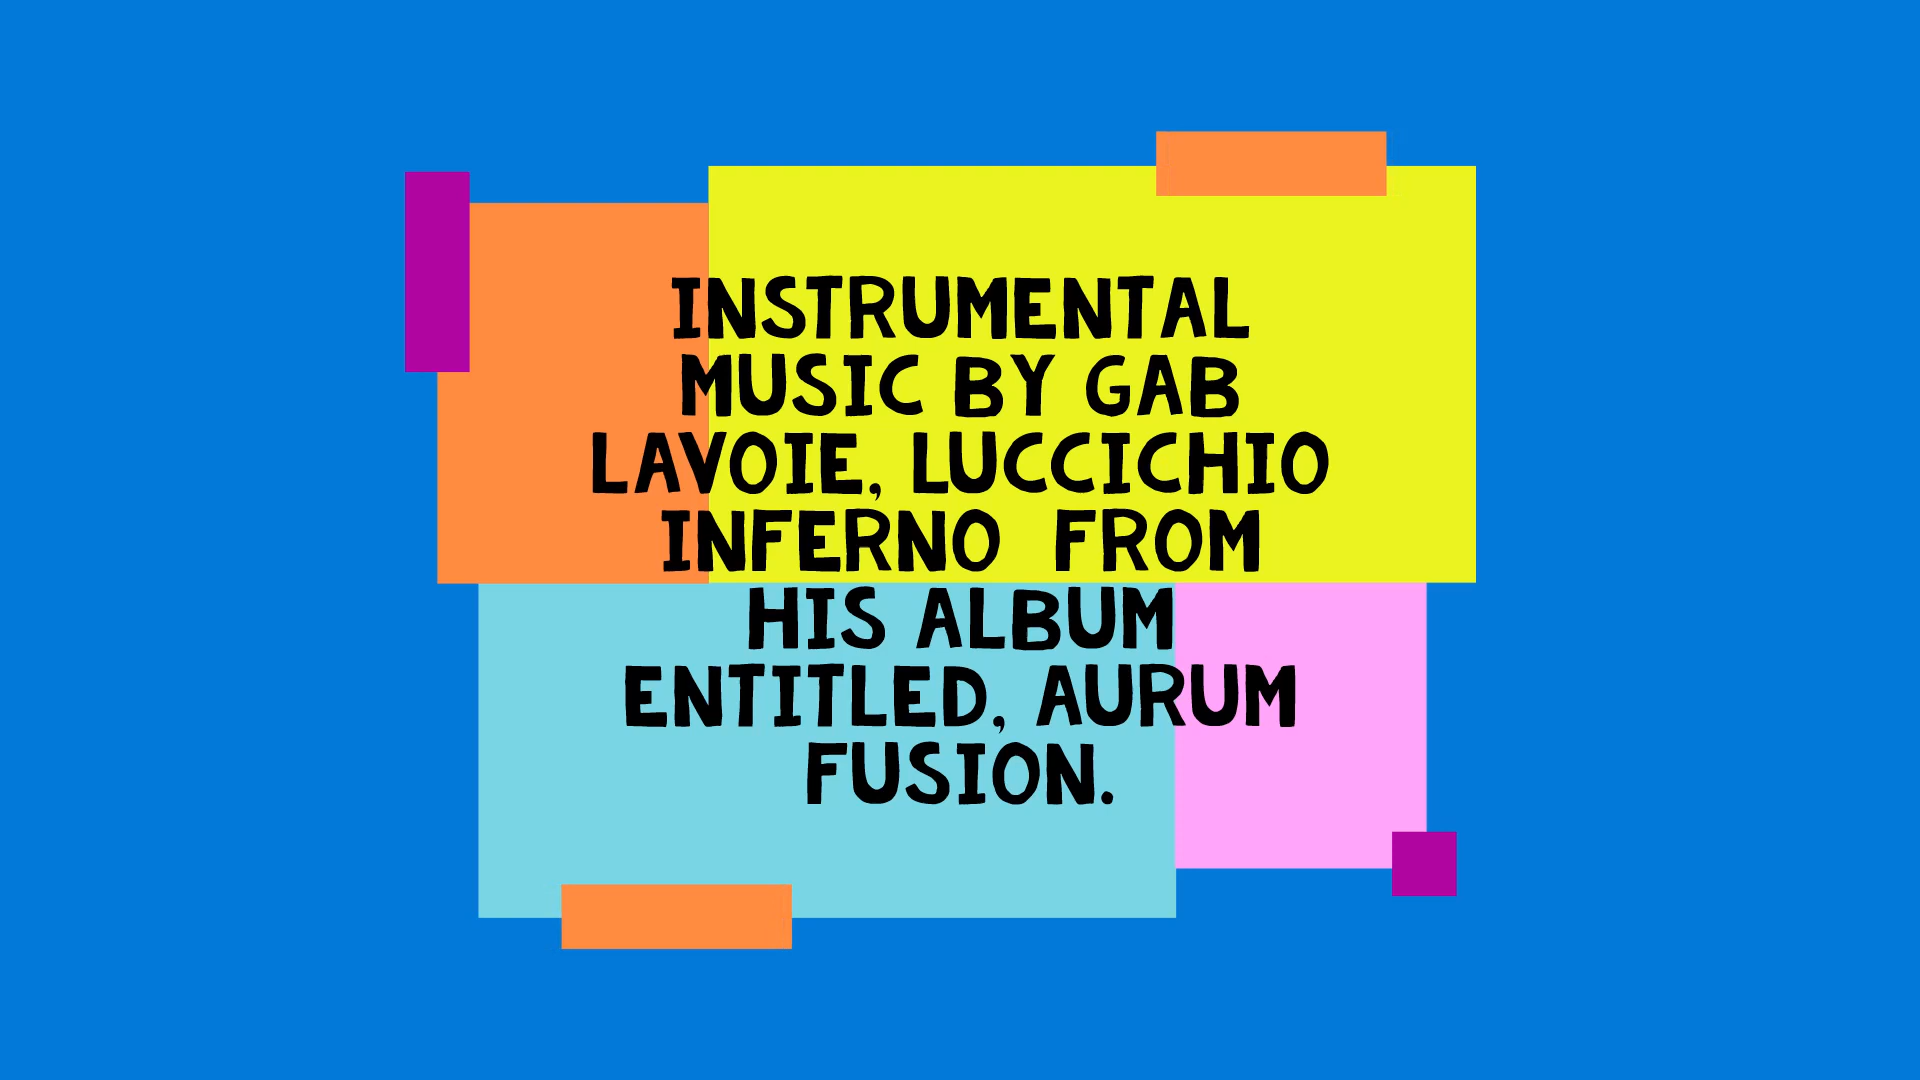 INSTRUMENTAL
MUSIC BY GAB
LAVOIE, LUCCICHIO
INFERNO  FROM
HIS ALBUM
ENTITLED, AURUM
FUSION.